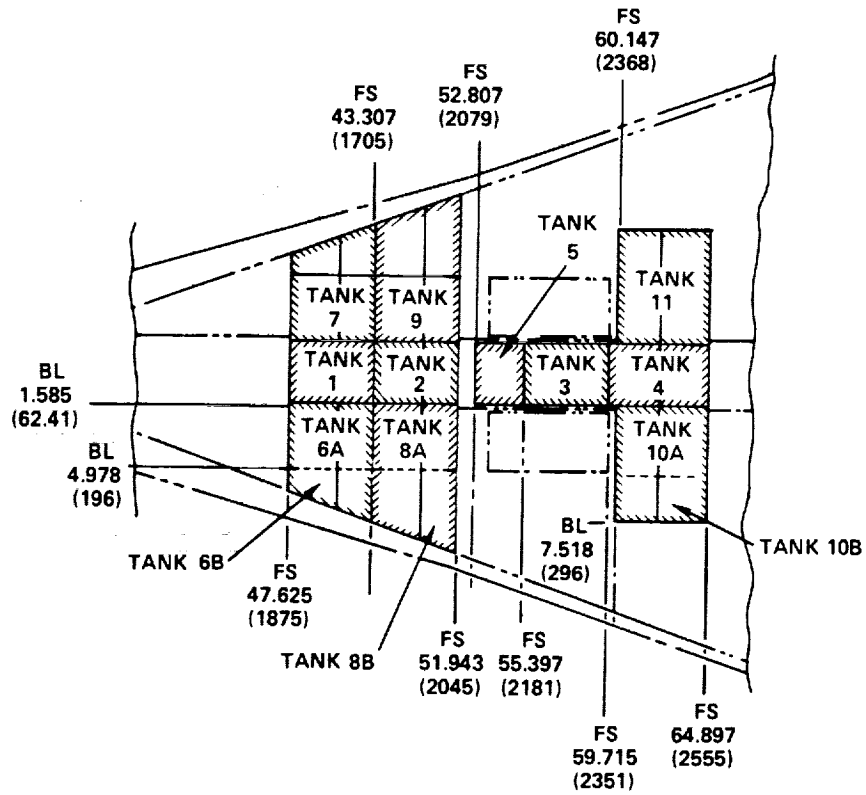 FS
60.147
(2368)
FS
52.807
(2079)
FS
43.307
(1705)
TANK
5
TANK
7
TANK
9
TANK
11
TANK
1
TANK
2
TANK
3
TANK
4
BL
1.585
(62.41)
TANK
6A
TANK
8A
TANK
10A
BL
4.978
(196)
BL
7.518
(296)
TANK 6B
TANK 10B
FS
47.625
(1875)
TANK 8B
FS
51.943
(2045)
FS
55.397
(2181)
FS
59.715
(2351)
FS
64.897
(2555)